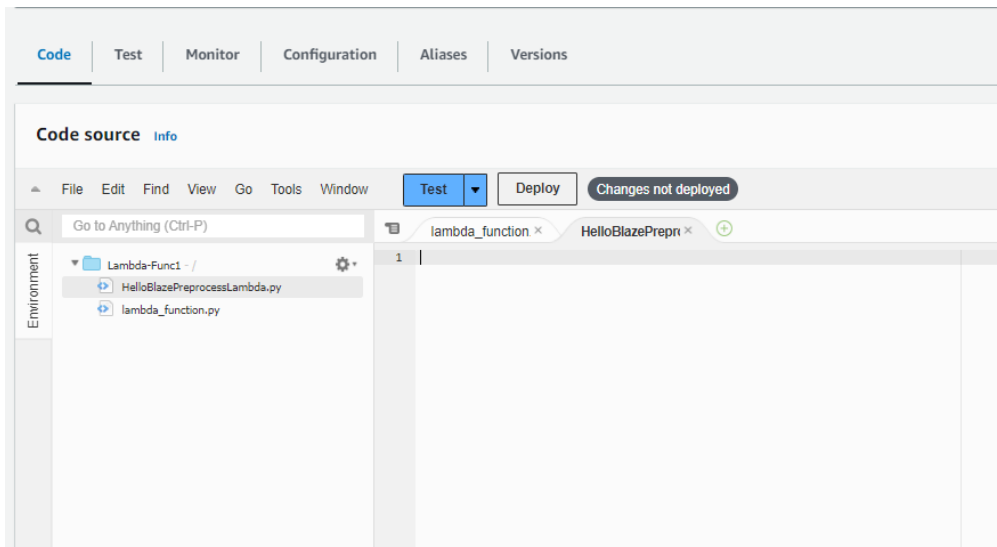 Code Test Monitor Configuration Aliases Versions
Code source Info
File Edit Find View Go Tools Window Test Deploy Changes not deployed
Go to Anything (Ctrl-P) lambda_function × HelloBlazePrepro ×
Environment
Lambda-Func1 - / 1
HelloBlazePreprocessLambda.py
lambda_function.py